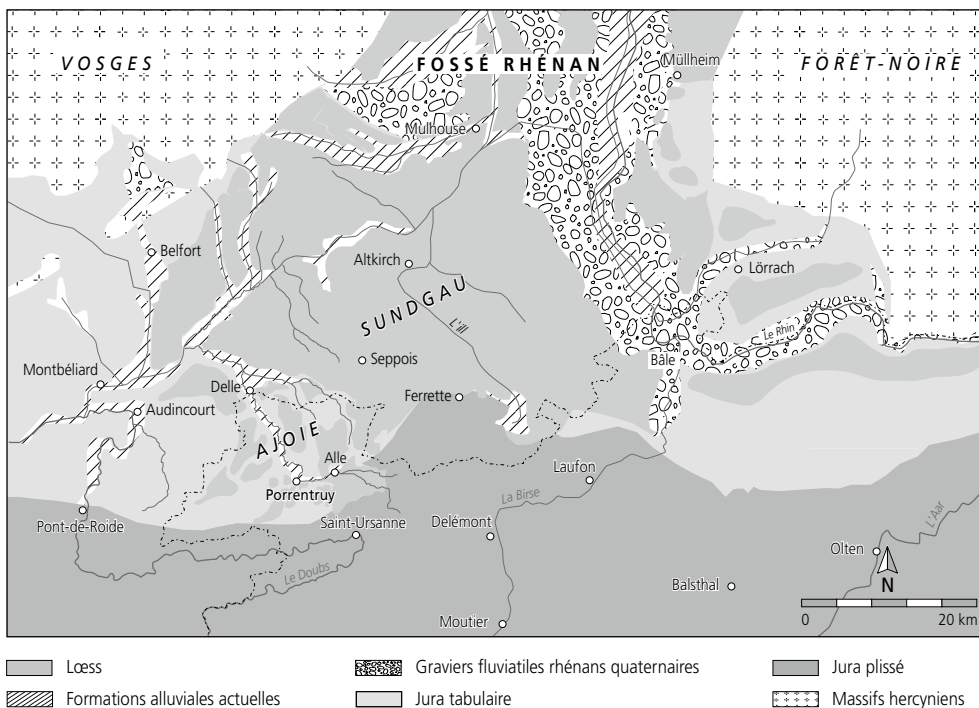 VOSGES
FOSSÉ RHÉNAN
Müllheim
FORÊT-NOIRE
Mulhouse
Belfort
Altkirch
Lörrach
SUNDGAU
L'Ill
Le Rhin
Seppois
Bâle
Montbéliard
Delle
Ferrette
Audincourt
AJOIE
Alle
Laufon
Porrentruy
La Birse
Pont-de-Roide
Saint-Ursanne
Delémont
L'Aar
Olten
Le Doubs
Balsthal
N
Moutier
0 20 km
Lœss
Graviers fluviatiles rhénans quaternaires
Jura plissé
Formations alluviales actuelles
Jura tabulaire
Massifs hercyniens